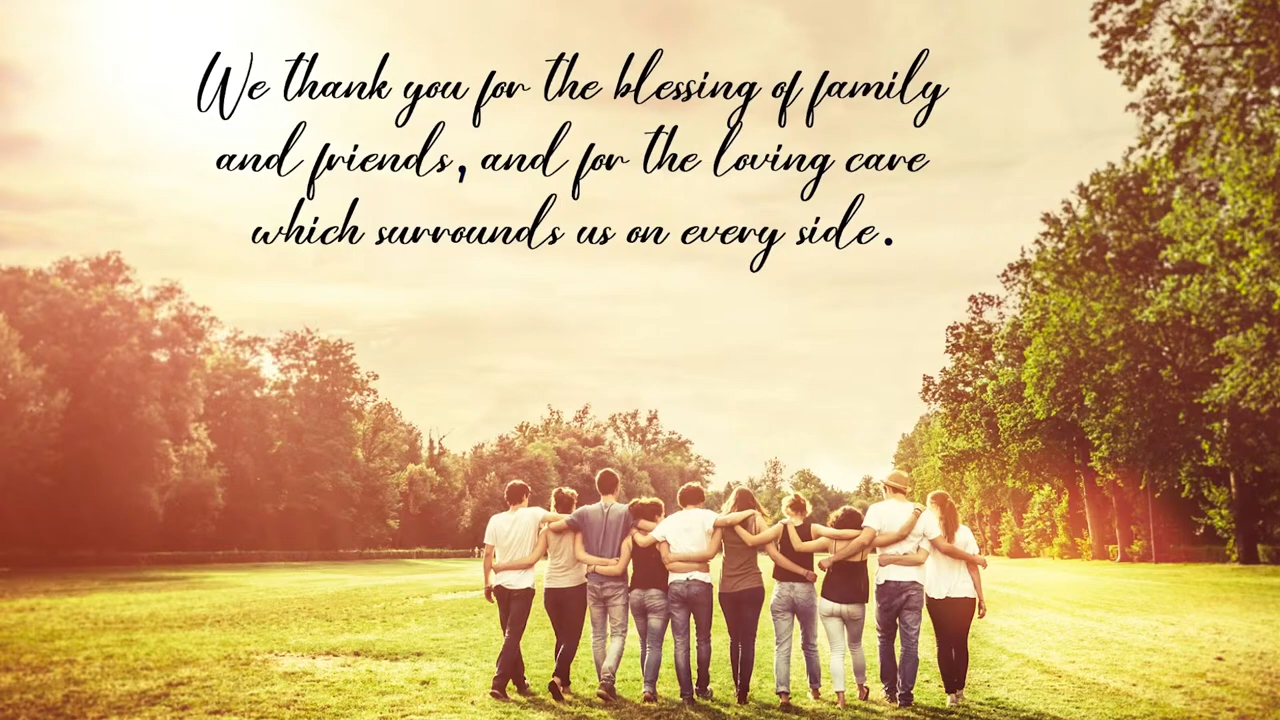 We thank you for the blessing of family
and friends, and for the loving care
which surrounds us on every side.